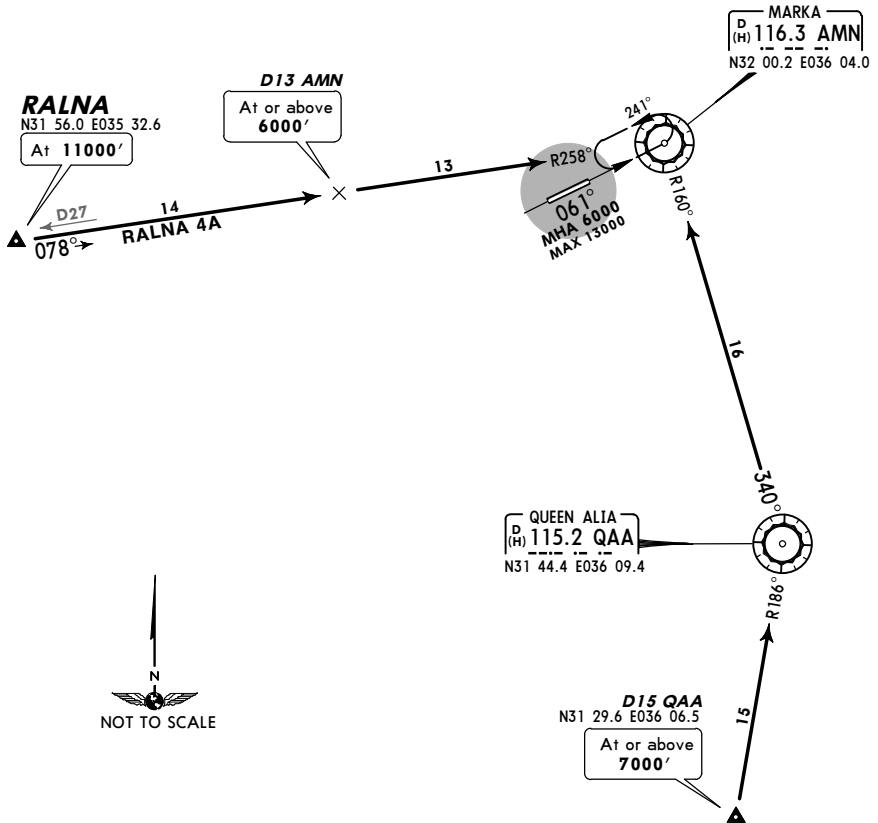 MARKA
D
(H) 116.3 AMN
N32 00.2 E036 04.0
D13 AMN
At or above
6000'
RALNA
N31 56.0 E035 32.6
At 11000'
241°
13
R258°
D27
14
078°
RALNA 4A
061°
MHA 6000
MAX 13000
R160°
16
340°
QUEEN ALIA
D
(H) 115.2 QAA
N31 44.4 E036 09.4
R186°
N
NOT TO SCALE
D15 QAA
N31 29.6 E036 06.5
15
At or above
7000'